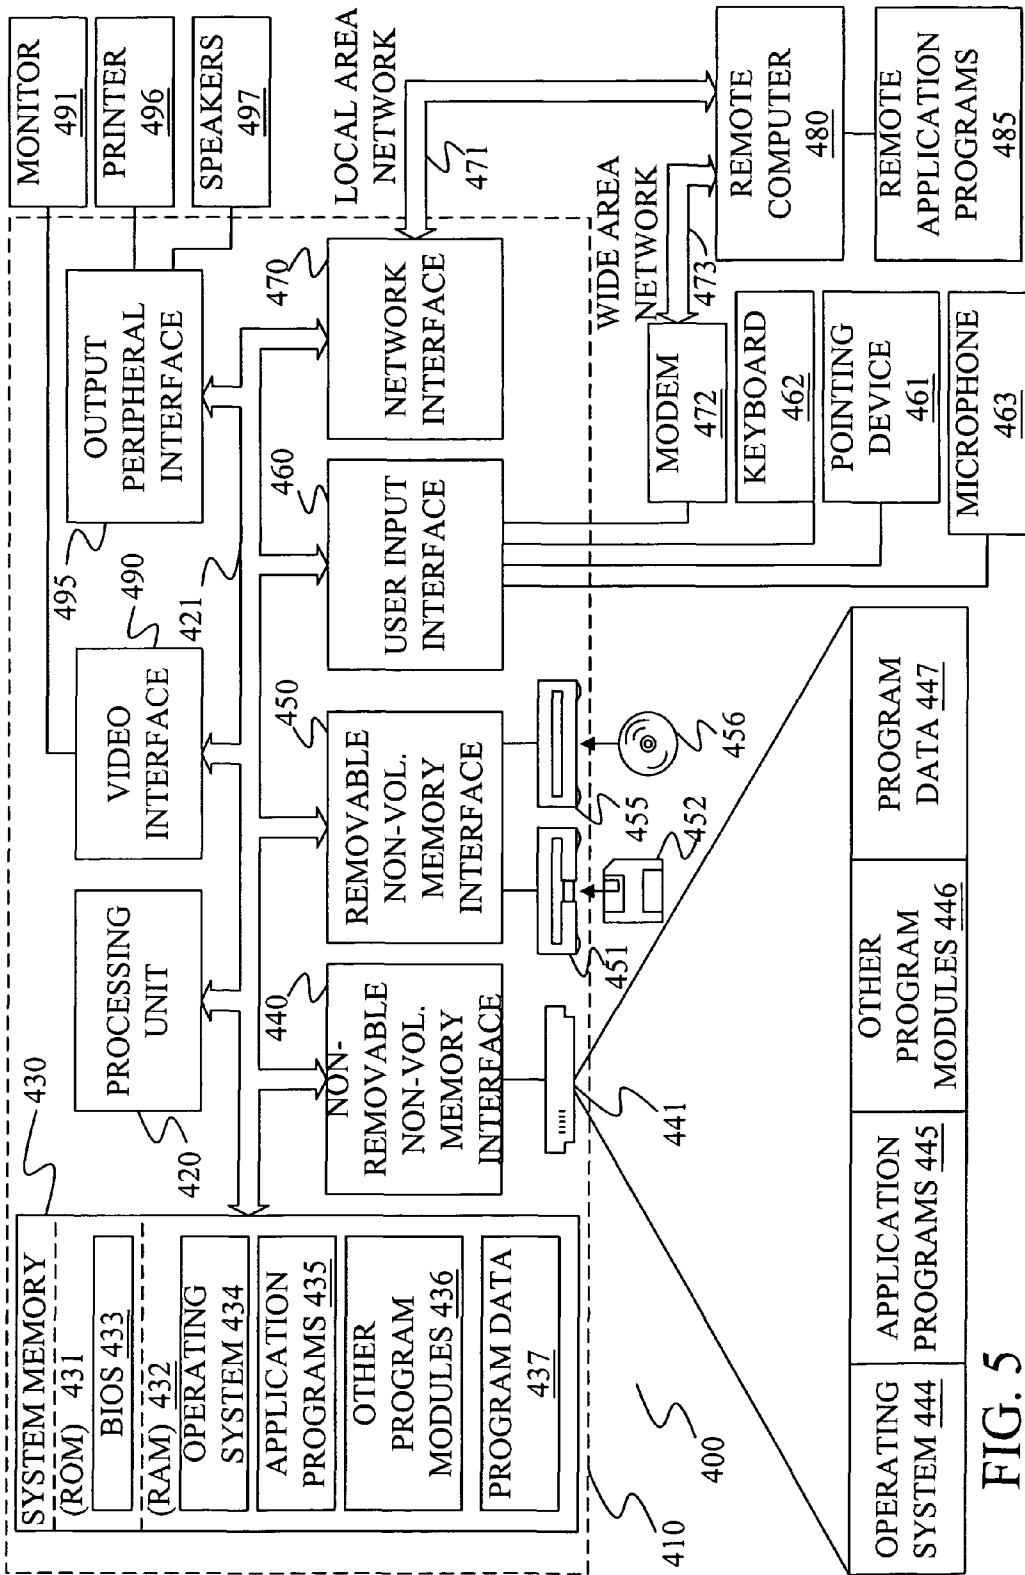 430
SYSTEM MEMORY
(ROM) 431
BIOS 433
(RAM) 432
OPERATING
SYSTEM 434
APPLICATION
PROGRAMS 435
OTHER
PROGRAM
MODULES 436
PROGRAM DATA
437
PROCESSING
UNIT
420
VIDEO
INTERFACE
490
421
OUTPUT
PERIPHERAL
INTERFACE
495
MONITOR
491
PRINTER
496
SPEAKERS
497
440
NON-
REMOVABLE
NON-VOL.
MEMORY
INTERFACE
450
REMOVABLE
NON-VOL.
MEMORY
INTERFACE
460
USER INPUT
INTERFACE
470
NETWORK
INTERFACE
LOCAL AREA
NETWORK
471
441
451
452
455
456
WIDE AREA
NETWORK
473
MODEM
472
KEYBOARD
462
POINTING
DEVICE
461
MICROPHONE
463
REMOTE
COMPUTER
480
REMOTE
APPLICATION
PROGRAMS
485
410
400
OPERATING
SYSTEM 444
APPLICATION
PROGRAMS 445
OTHER
PROGRAM
MODULES 446
PROGRAM
DATA 447
FIG. 5